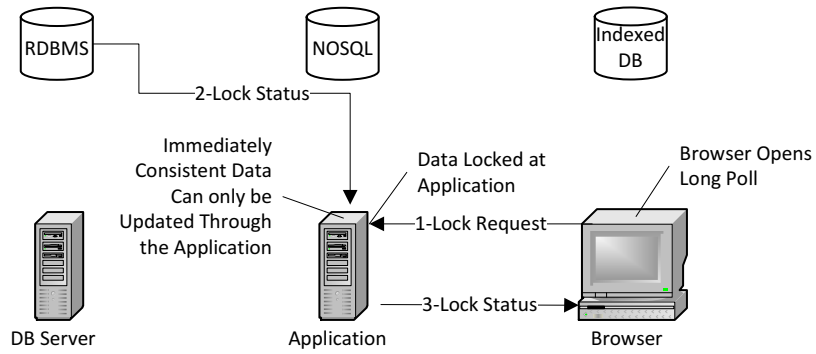 RDBMS
NOSQL
Indexed
DB
2-Lock Status
Immediately
Consistent Data
Can only be
Updated Through
the Application
Data Locked at
Application
Browser Opens
Long Poll
1-Lock Request
3-Lock Status
DB Server
Application
Browser